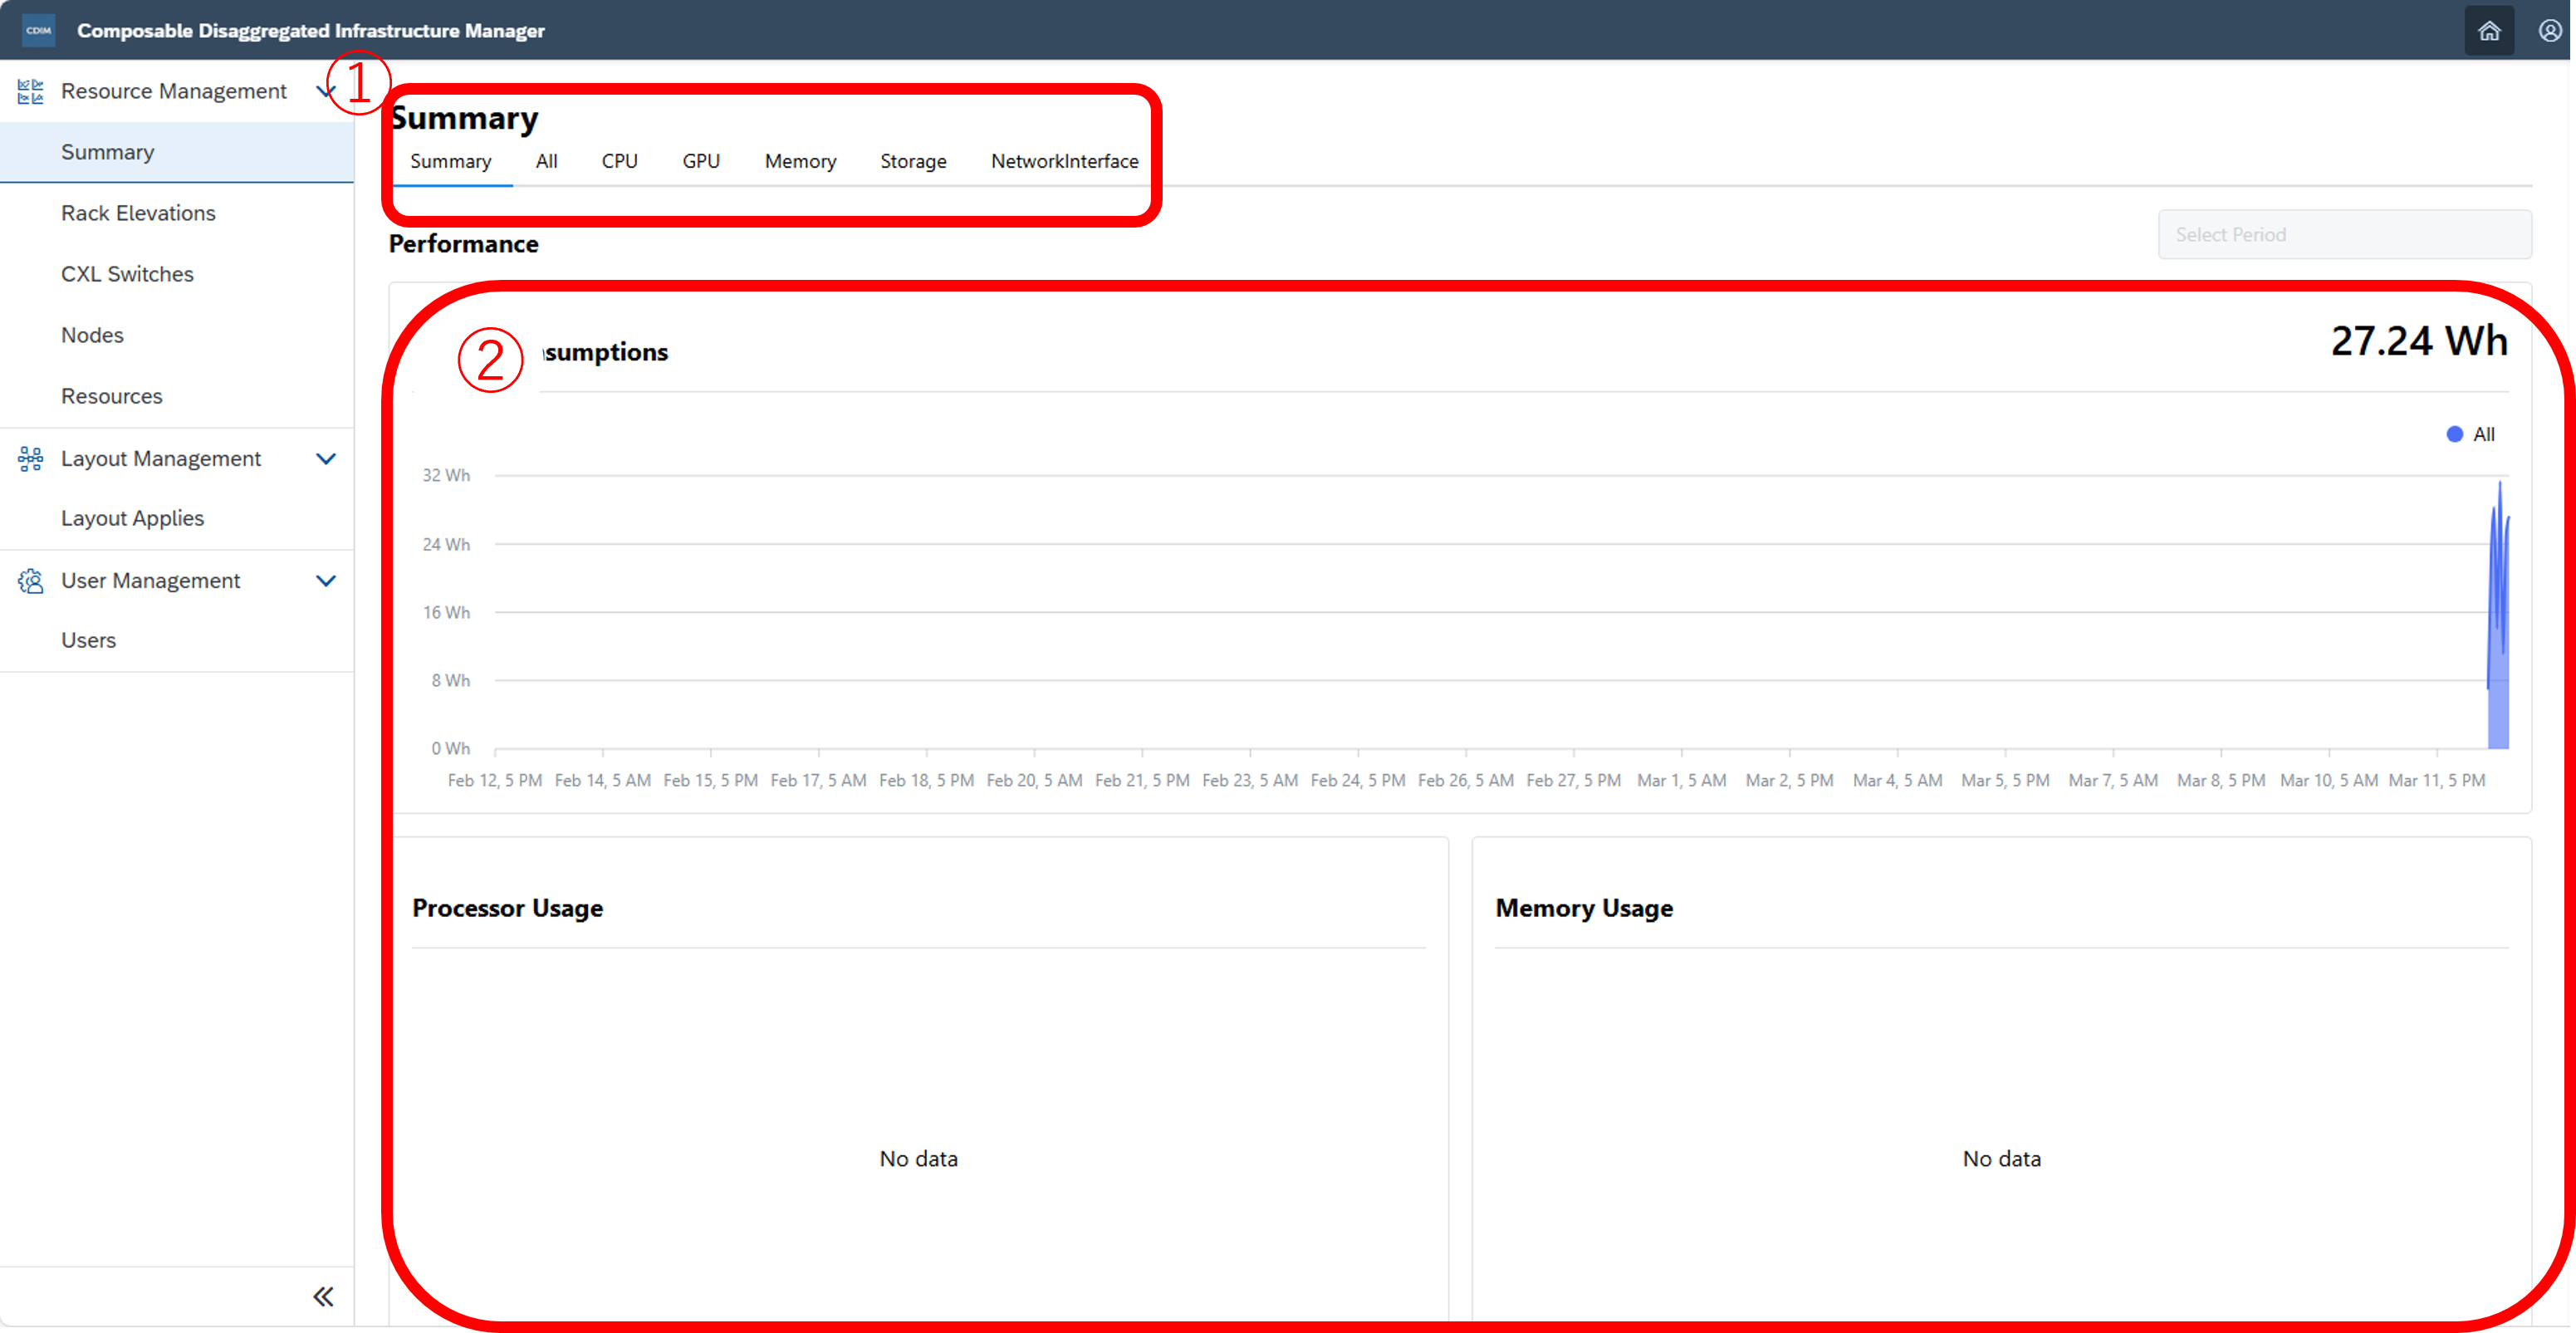 CDIM Composable Disaggregated Infrastructure Manager
Resource Management
Summary
Rack Elevations
CXL Switches
Nodes
Resources
Layout Management
Layout Applies
User Management
Users
①
Summary
Summary All CPU GPU Memory Storage NetworkInterface
Performance
Select Period
②
sumptions
27.24 Wh
All
32 Wh
24 Wh
16 Wh
8 Wh
0 Wh
Feb 12, 5 PM Feb 14, 5 AM Feb 15, 5 PM Feb 17, 5 AM Feb 18, 5 PM Feb 20, 5 AM Feb 21, 5 PM Feb 23, 5 AM Feb 24, 5 PM Feb 26, 5 AM Feb 27, 5 PM Mar 1, 5 AM Mar 2, 5 PM Mar 4, 5 AM Mar 5, 5 PM Mar 7, 5 AM Mar 8, 5 PM Mar 10, 5 AM Mar 11, 5 PM
Processor Usage
No data
Memory Usage
No data